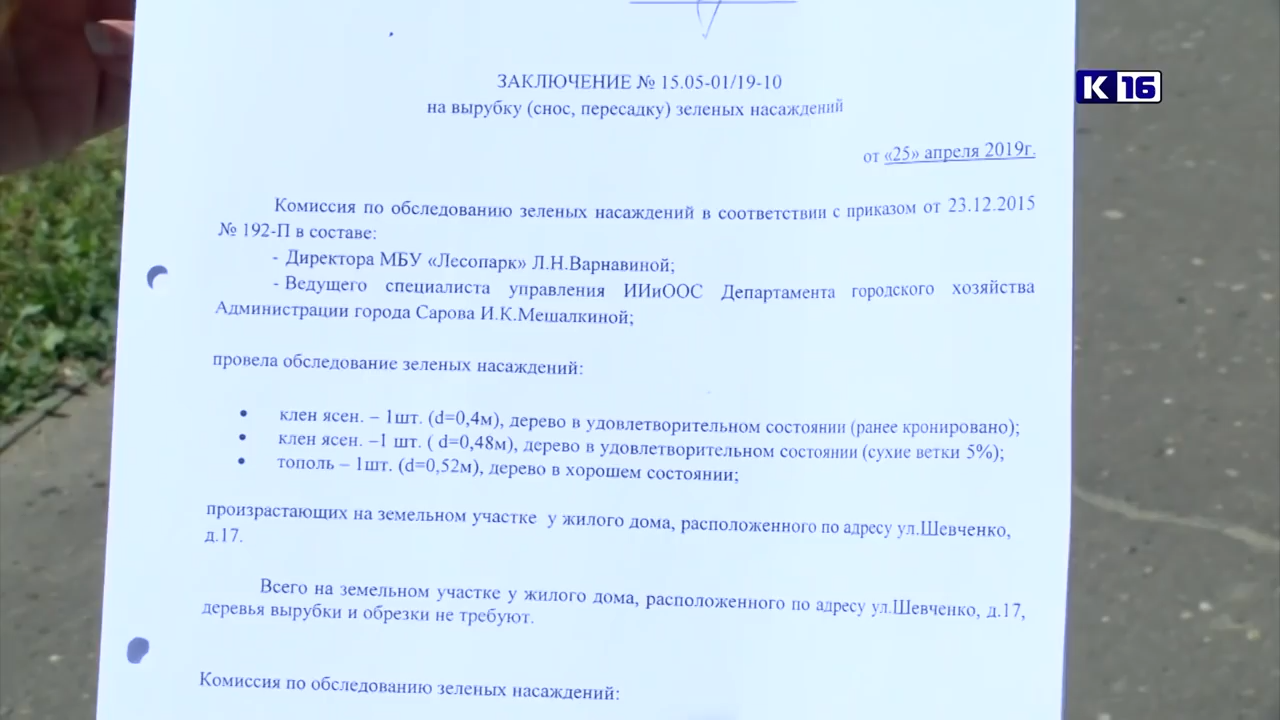 К 16
ЗАКЛЮЧЕНИЕ № 15.05-01/19-10
на вырубку (снос, пересадку) зеленых насаждений
от «25» апреля 2019г.
Комиссия по обследованию зеленых насаждений в соответствии с приказом от 23.12.2015
№ 192-П в составе:
- Директора МБУ «Лесопарк» Л.Н.Варнавиной;
- Ведущего специалиста управления ИИиООС Департамента городского хозяйства
Администрации города Сарова И.К.Мешалкиной;
провела обследование зеленых насаждений:
• клен ясен. – 1шт. (d=0,4м), дерево в удовлетворительном состоянии (ранее кронировано);
• клен ясен. –1 шт. ( d=0,48м), дерево в удовлетворительном состоянии (сухие ветки 5%);
• тополь – 1шт. (d=0,52м), дерево в хорошем состоянии;
произрастающих на земельном участке у жилого дома, расположенного по адресу ул.Шевченко,
д.17.
Всего на земельном участке у жилого дома, расположенного по адресу ул.Шевченко, д.17,
деревья вырубки и обрезки не требуют.
Комиссия по обследованию зеленых насаждений: